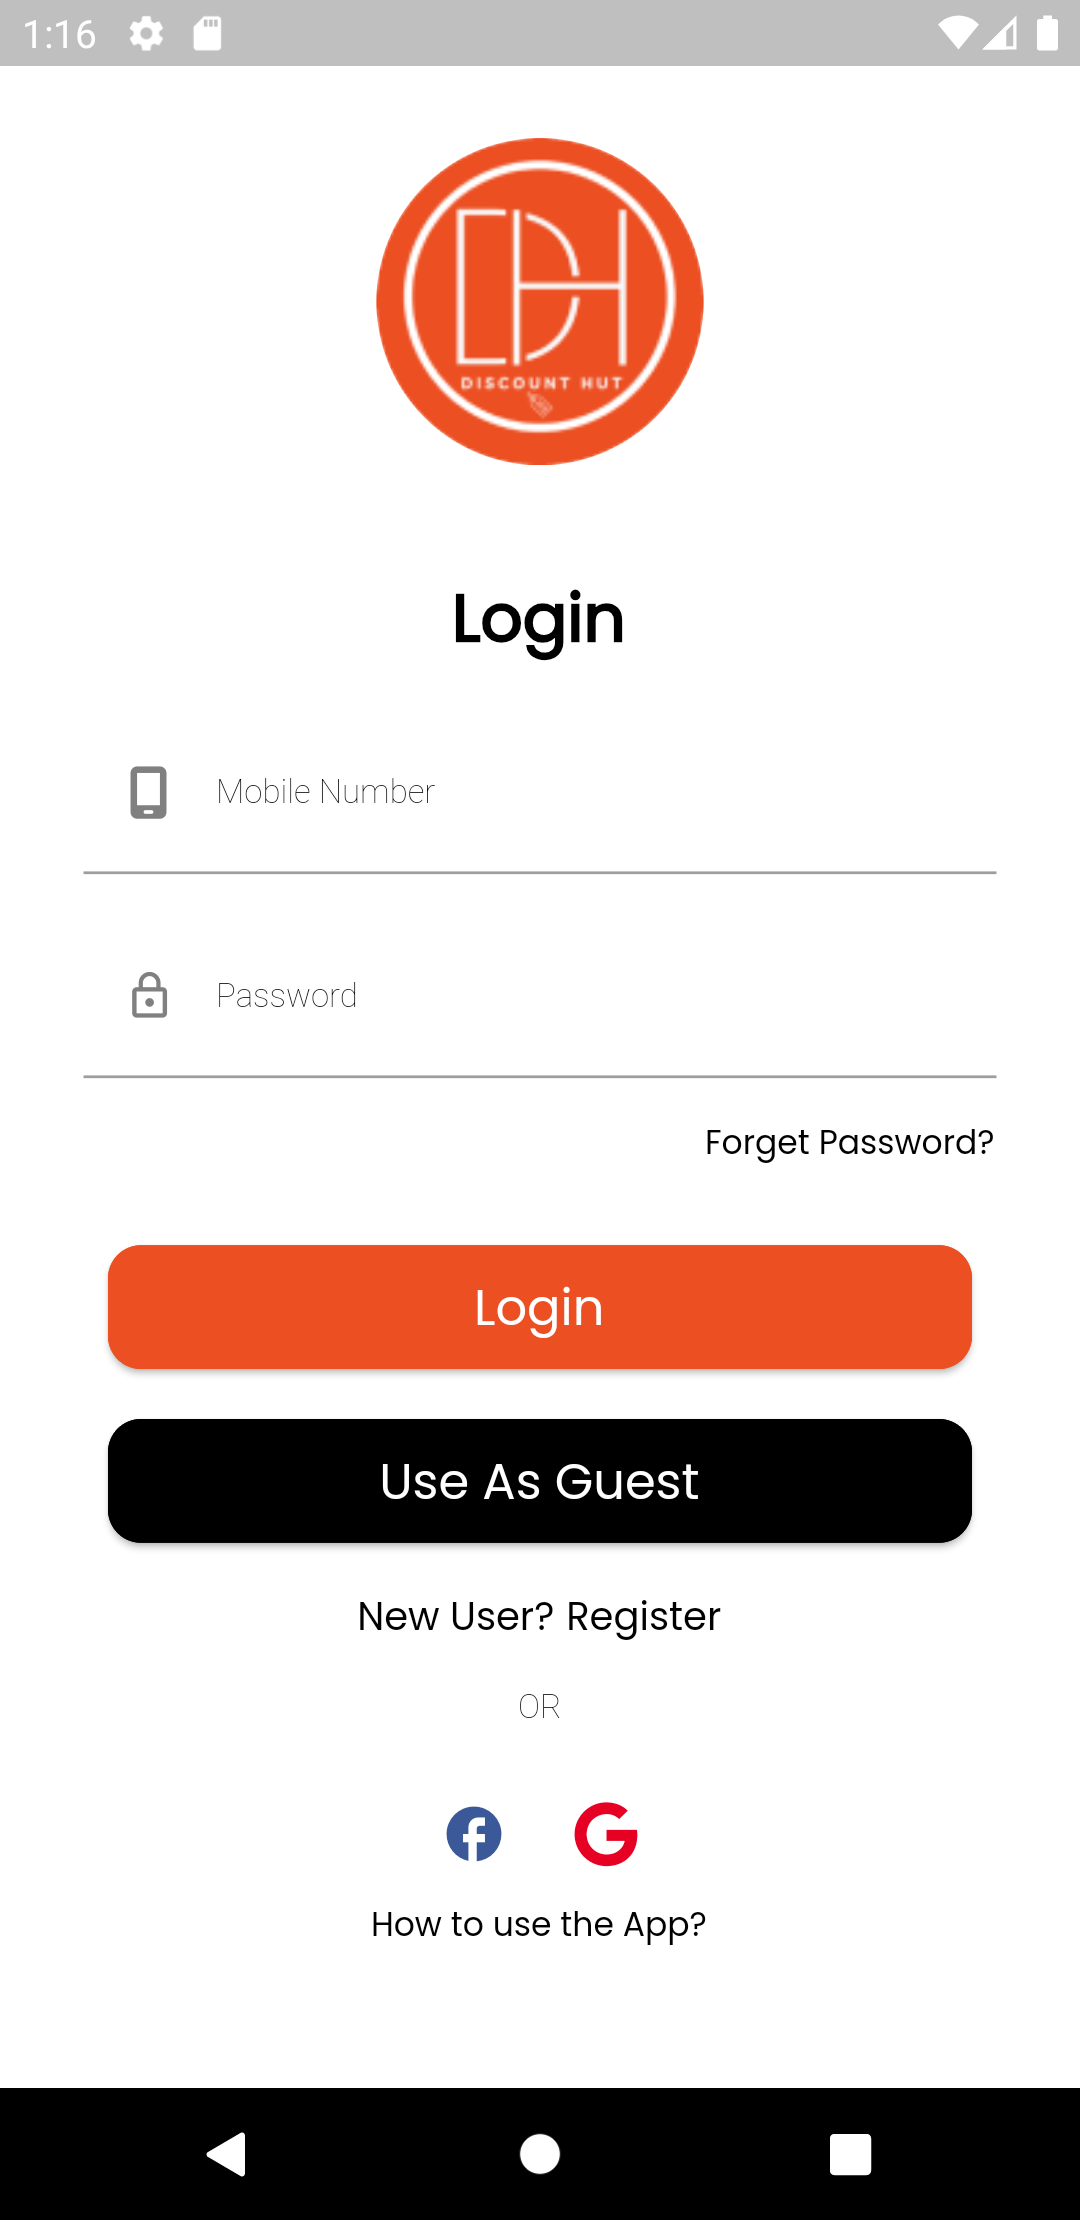 1:16
DISCOUNT HUT
Login
Mobile Number
Password
Forget Password?
Login
Use As Guest
New User? Register
OR
How to use the App?